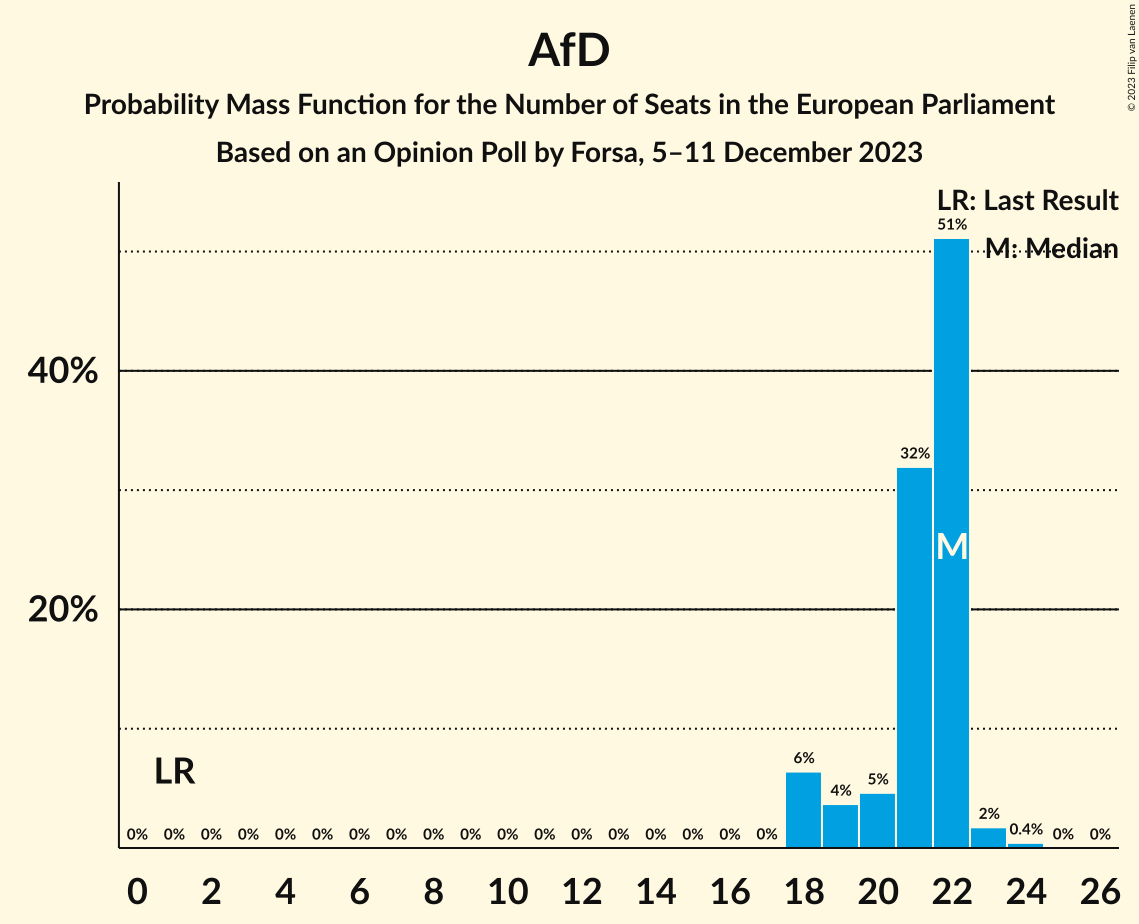 AfD
Probability Mass Function for the Number of Seats in the European Parliament
Based on an Opinion Poll by Forsa, 5–11 December 2023
© 2023 Filip van Laenen
LR: Last Result
51%
M: Median
40%
32%
M
20%
LR
6%
4%
5%
2%
0.4%
0% 0% 0% 0% 0% 0% 0% 0% 0% 0% 0% 0% 0% 0% 0% 0% 0% 0% 0% 0%
0 2 4 6 8 10 12 14 16 18 20 22 24 26